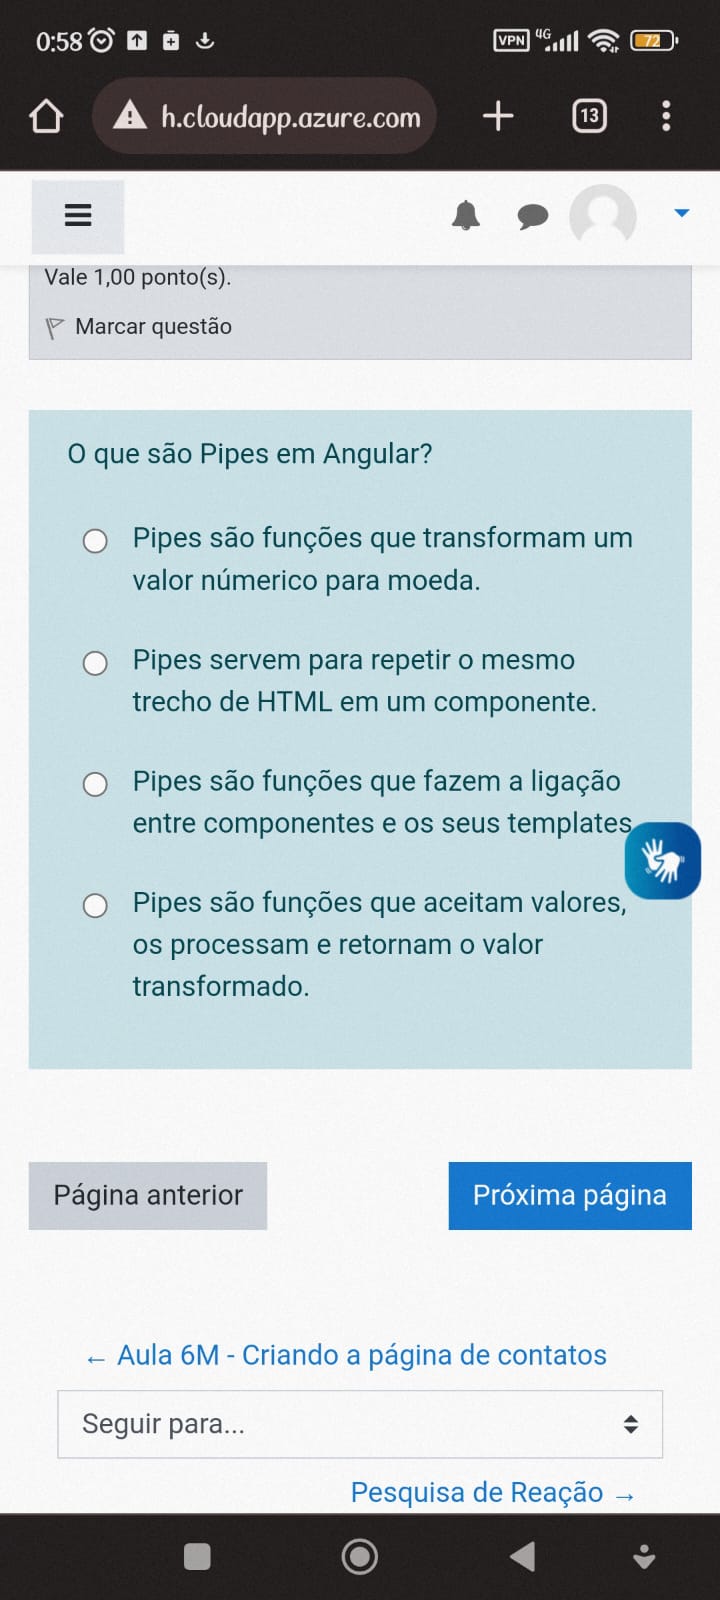 0:58
VPN 4G 72
h.cloudapp.azure.com
13
Vale 1,00 ponto(s).
Marcar questão
O que são Pipes em Angular?
Pipes são funções que transformam um
valor númerico para moeda.
Pipes servem para repetir o mesmo
trecho de HTML em um componente.
Pipes são funções que fazem a ligação
entre componentes e os seus templates
Pipes são funções que aceitam valores,
os processam e retornam o valor
transformado.
Página anterior
Próxima página
← Aula 6M - Criando a página de contatos
Seguir para...
Pesquisa de Reação →